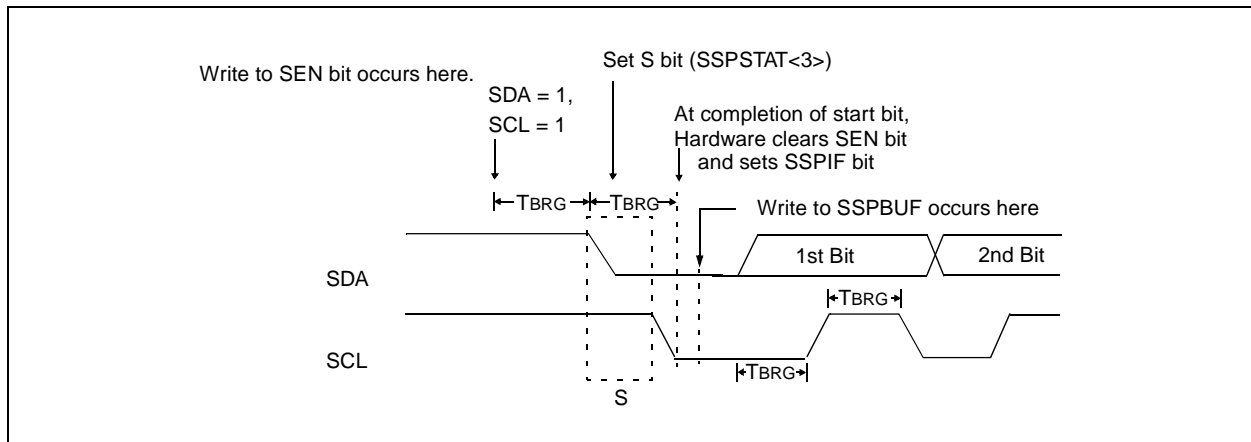 Write to SEN bit occurs here.
Set S bit (SSPSTAT<3>)
SDA = 1,
SCL = 1
At completion of start bit,
Hardware clears SEN bit
and sets SSPIF bit
TBRG
TBRG
Write to SSPBUF occurs here
SDA
1st Bit
2nd Bit
TBRG
SCL
TBRG
S